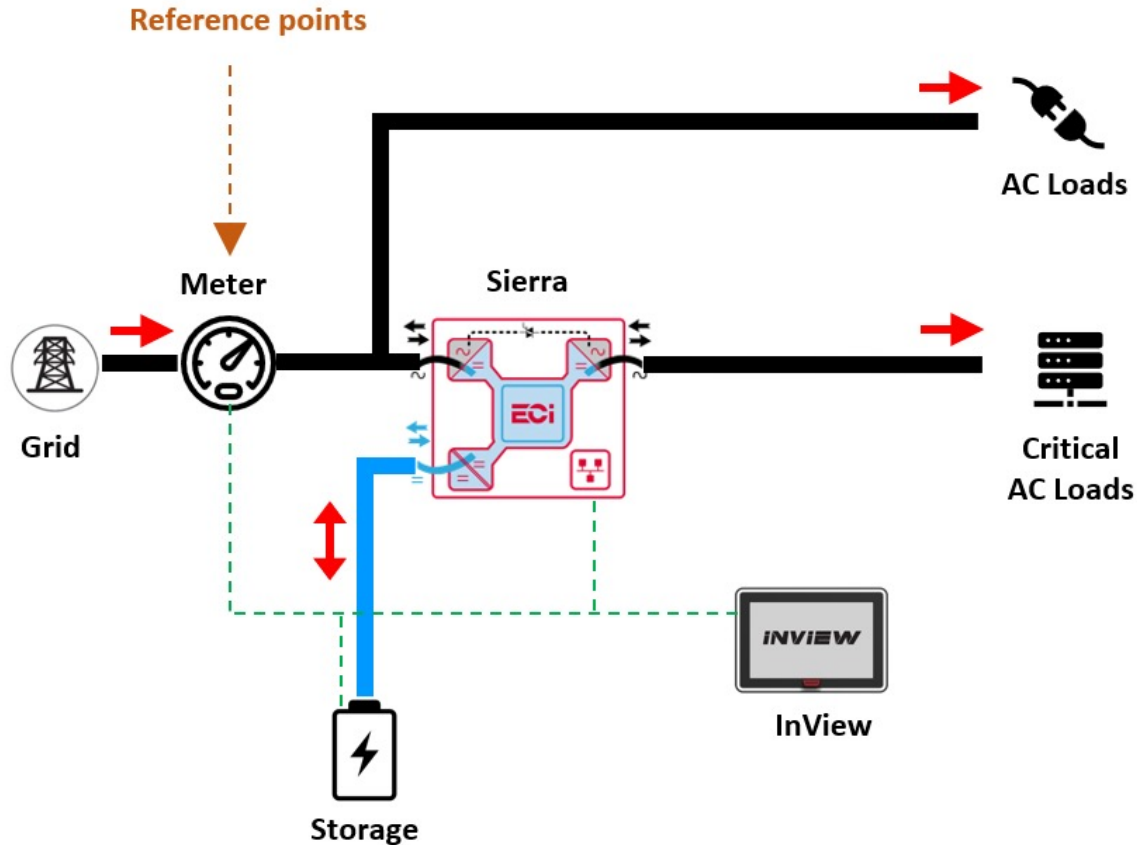 Reference points
AC Loads
Meter
Sierra
ECi
Grid
Critical
AC Loads
iNViEW
InView
Storage